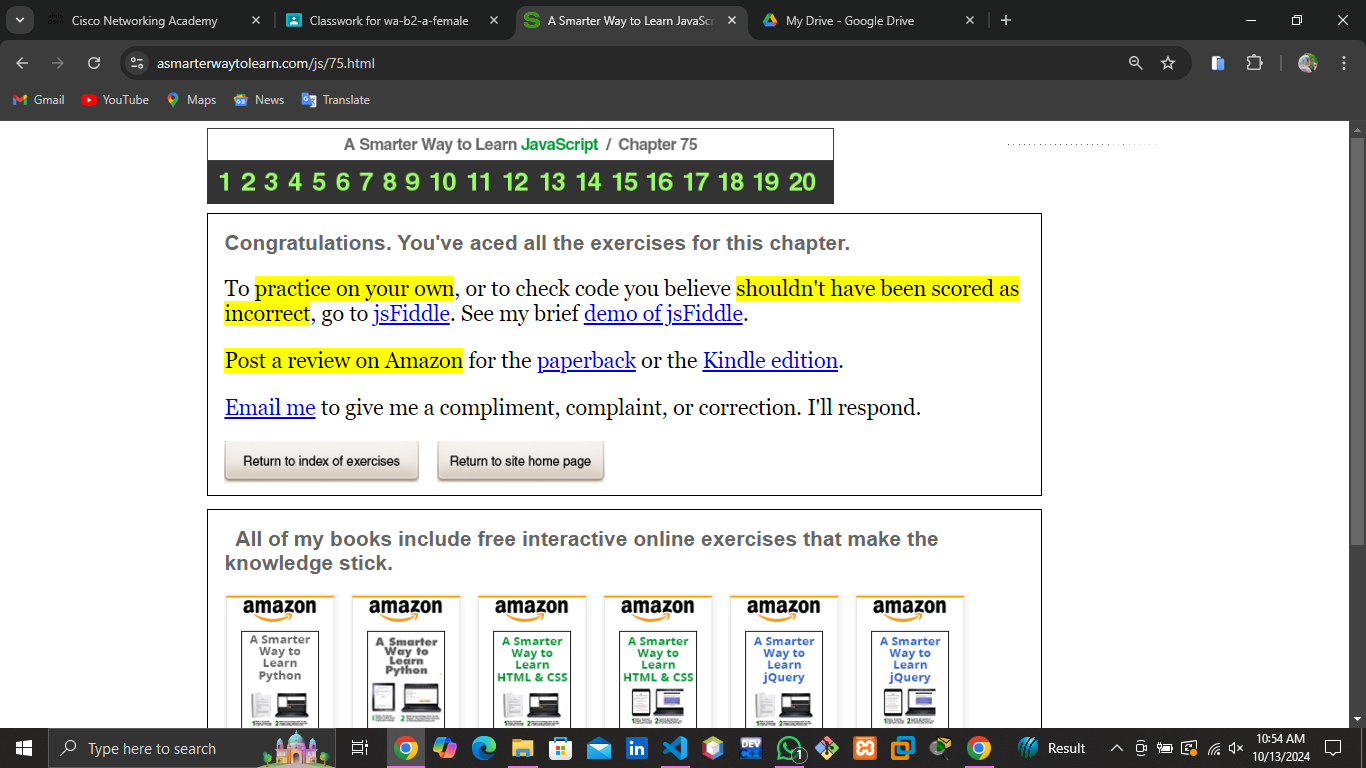 Cisco Networking Academy
Classwork for wa-b2-a-female
A Smarter Way to Learn JavaScr
My Drive - Google Drive
asmarterwaytolearn.com/js/75.html
Gmail
YouTube
Maps
News
Translate
A Smarter Way to Learn JavaScript / Chapter 75
1 2 3 4 5 6 7 8 9 10 11 12 13 14 15 16 17 18 19 20
Congratulations. You've aced all the exercises for this chapter.
To practice on your own, or to check code you believe shouldn't have been scored as
incorrect, go to jsFiddle. See my brief demo of jsFiddle.
Post a review on Amazon for the paperback or the Kindle edition.
Email me to give me a compliment, complaint, or correction. I'll respond.
Return to index of exercises
Return to site home page
All of my books include free interactive online exercises that make the
knowledge stick.
amazon
A Smarter
Way to
Learn
Python
amazon
A Smarter
Way to
Learn
Python
amazon
A Smarter
Way to
Learn
HTML & CSS
amazon
A Smarter
Way to
Learn
HTML & CSS
amazon
A Smarter
Way to
Learn
jQuery
amazon
A Smarter
Way to
Learn
jQuery
Type here to search
DEV
1
Result
10:54 AM
10/13/2024